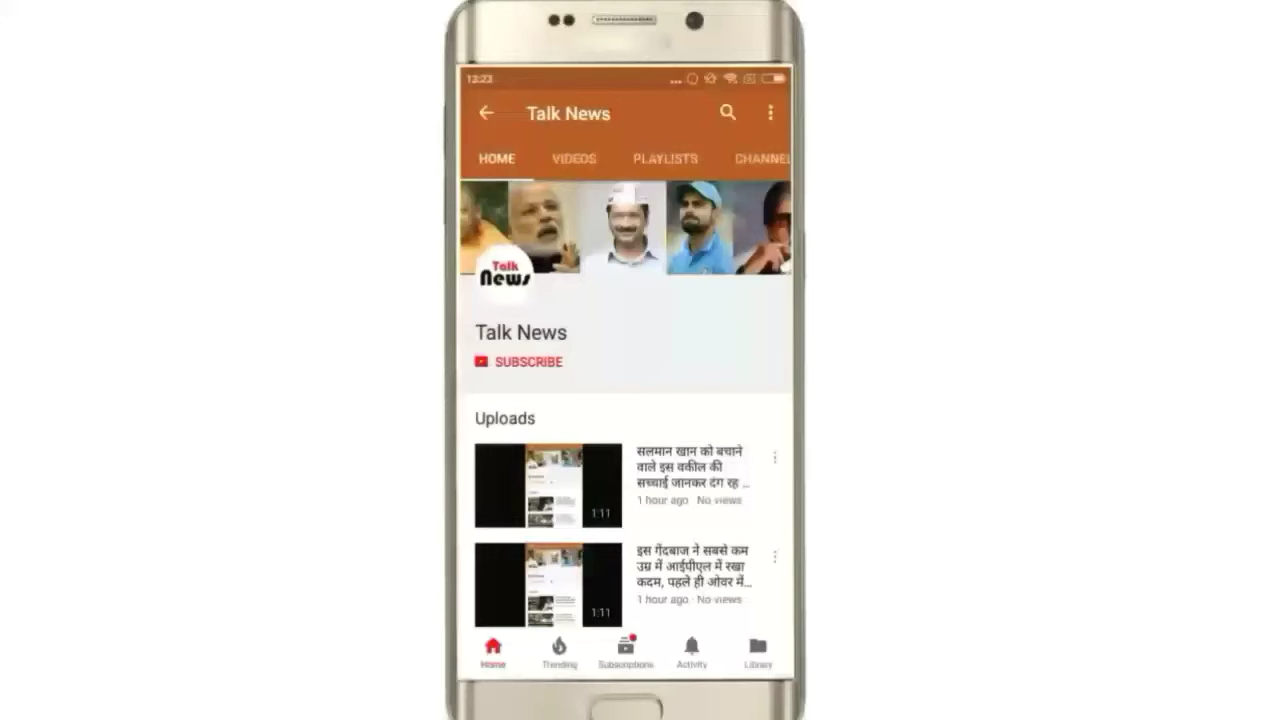 13:23
Talk News
HOME VIDEOS PLAYLISTS CHANNEL
Talk
News
Talk News
SUBSCRIBE
Uploads
सलमान खान को बचाने
वाले इस वकील की
सच्चाई जानकर दंग रह ...
1 hour ago · No views
1:11
इस गेंदबाज ने सबसे कम
उम्र में आईपीएल में रखा
कदम, पहले ही ओवर में...
1 hour ago · No views
1:11
Home Trending Subscriptions Activity Library